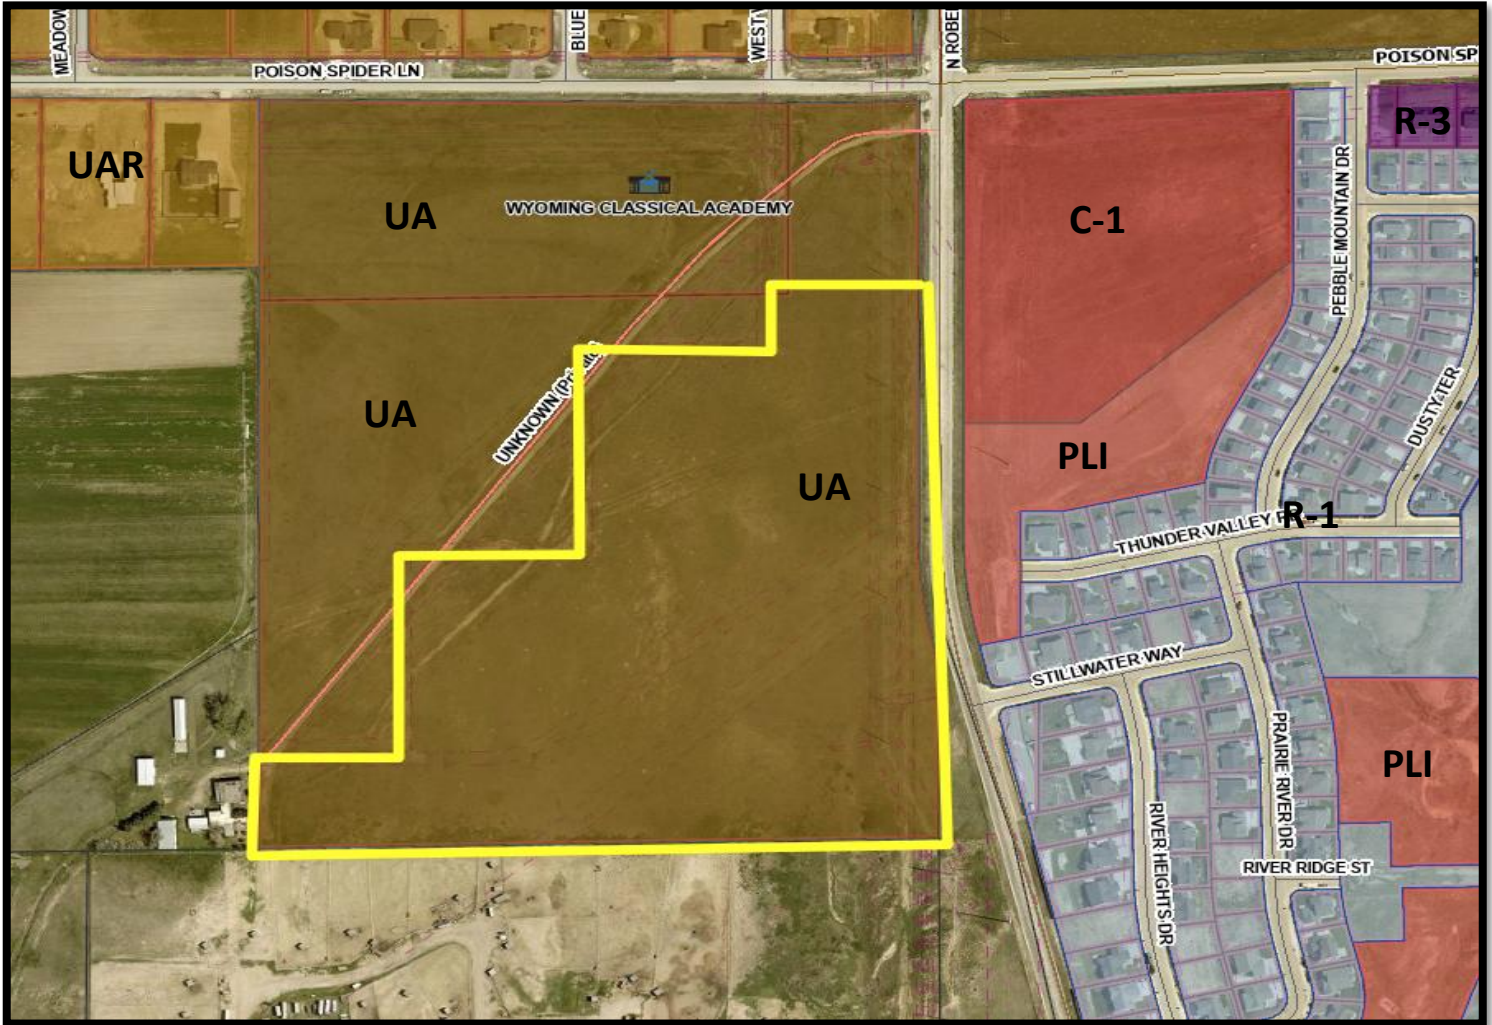 MEADOW
BLUE
WEST
N ROBE
POISON SPIDER LN
POISON SP
R-3
UAR
UA
WYOMING CLASSICAL ACADEMY
C-1
PEBBLE MOUNTAIN DR
UNKNOWN
UA
DUSTY TER
PLI
UA
R-1
THUNDER VALLEY
STILLWATER WAY
PRAIRIE RIVER DR
PLI
RIVER HEIGHTS DR
RIVER RIDGE ST